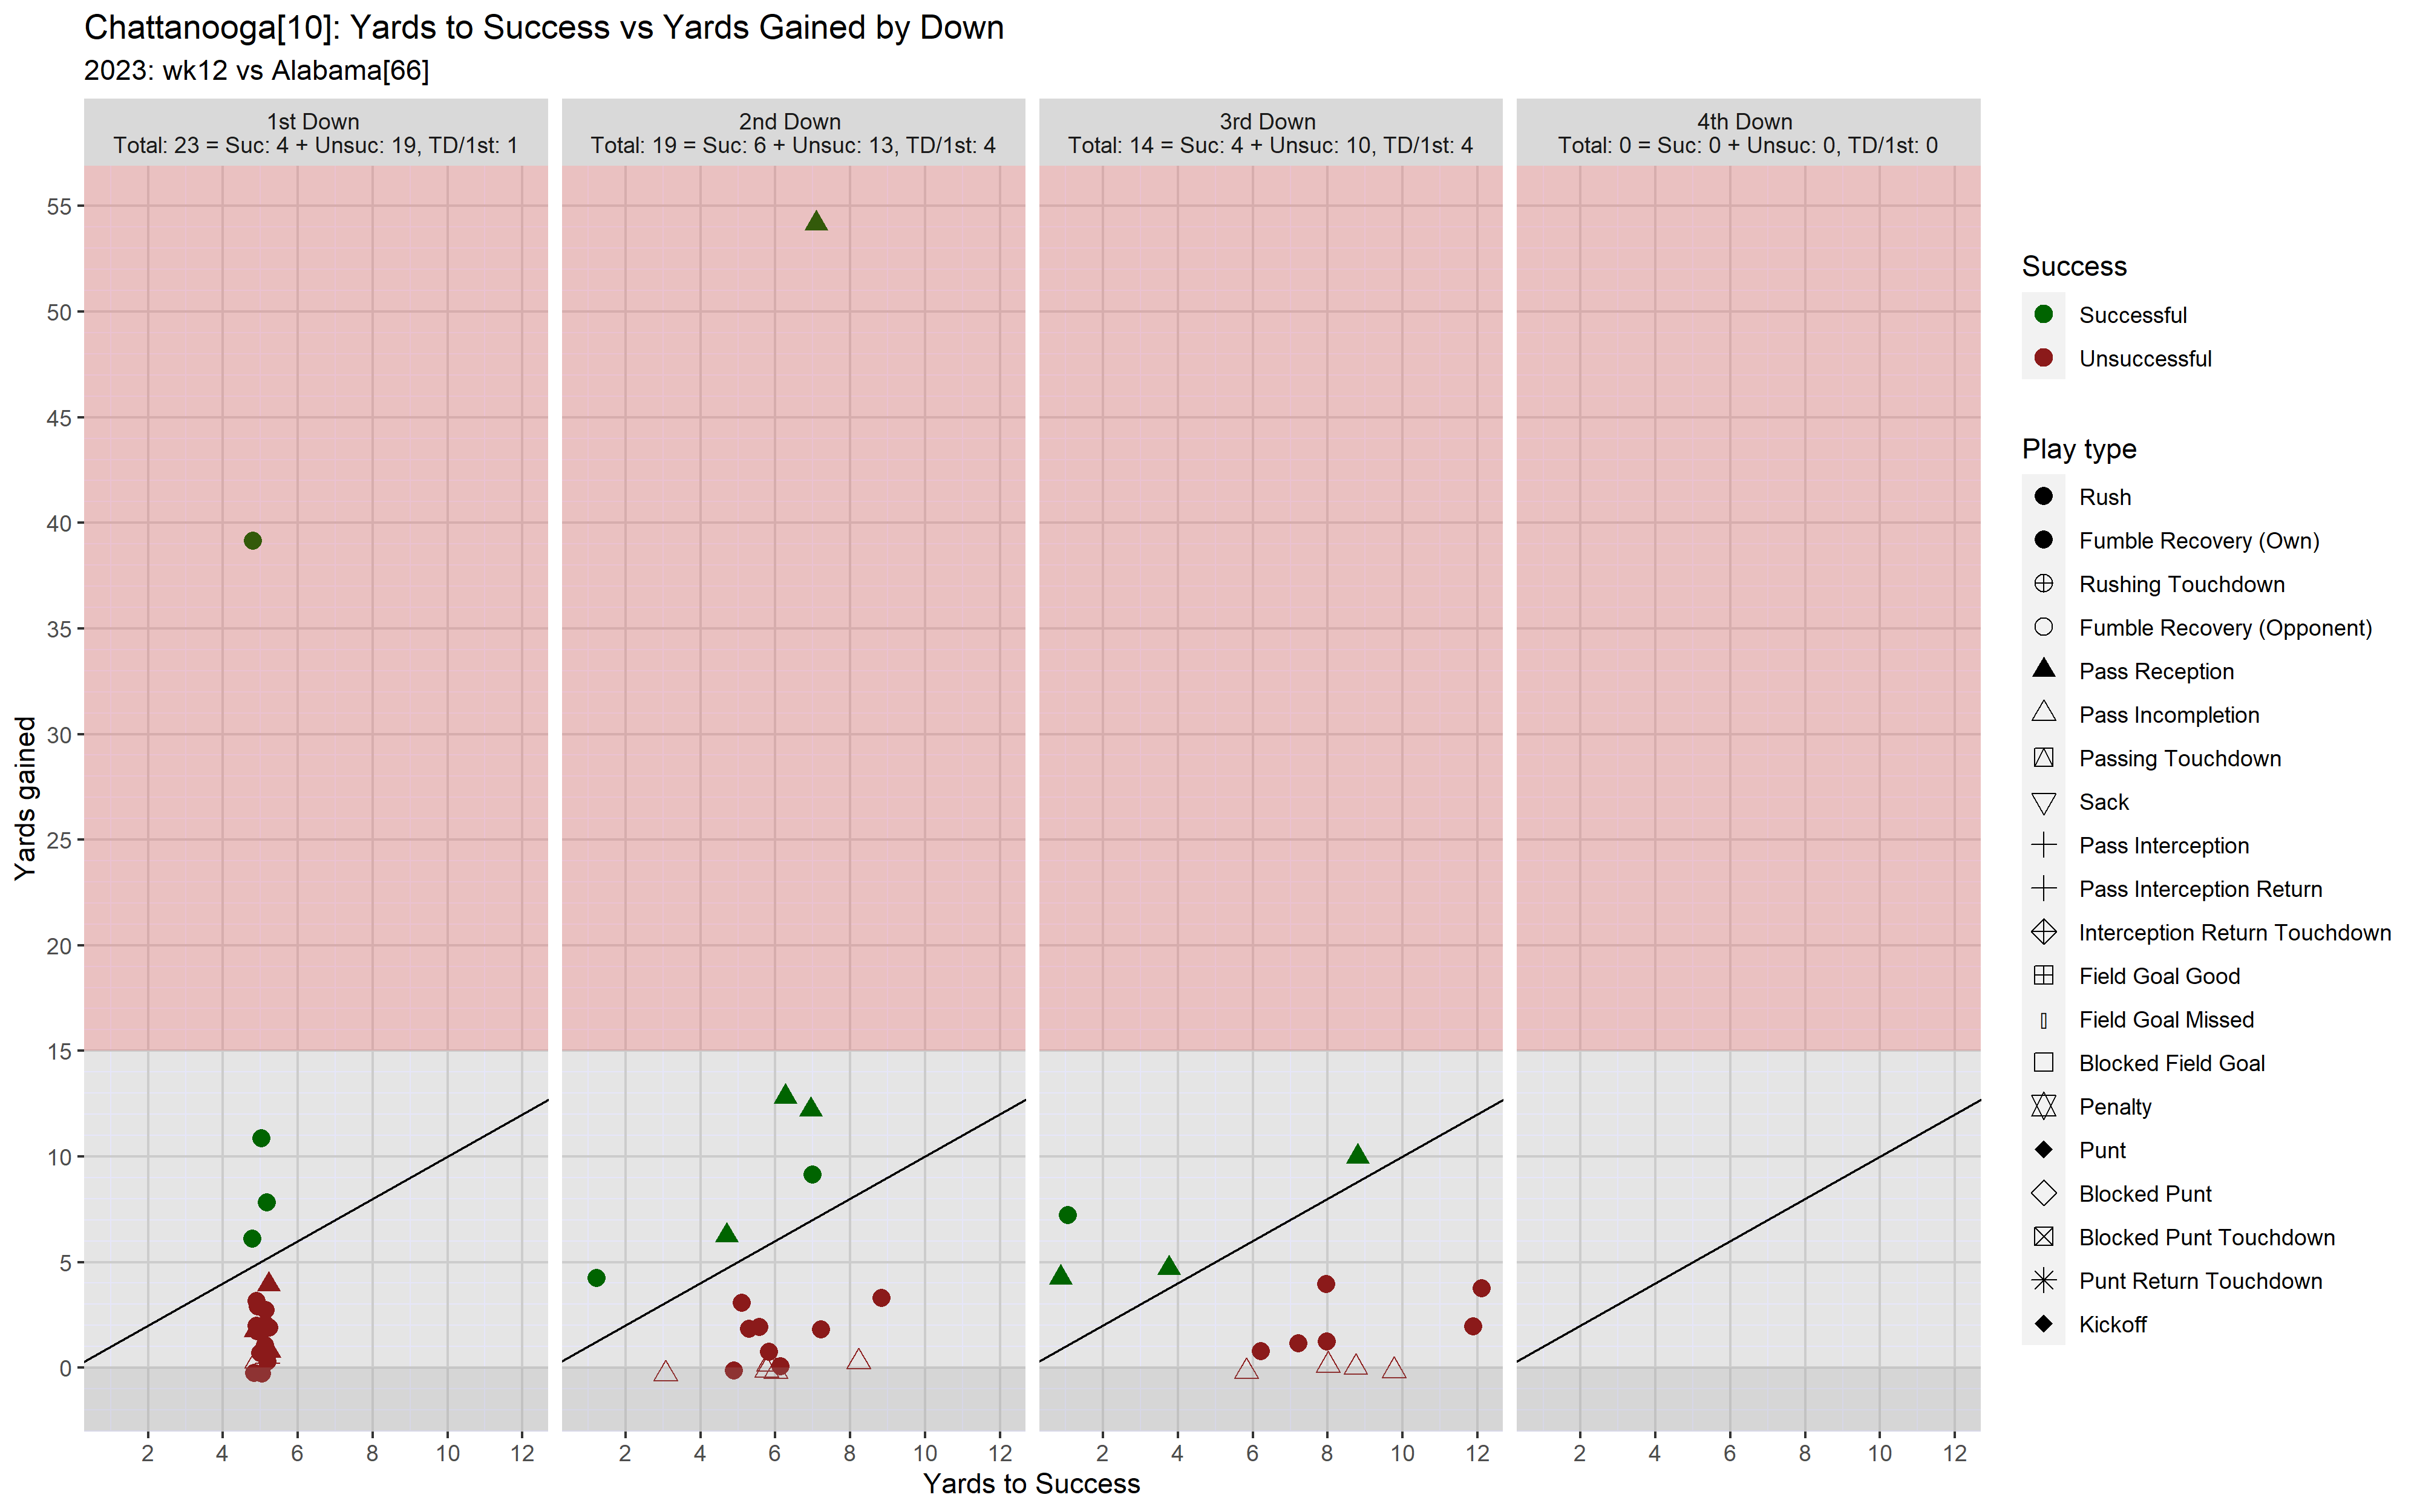 Chattanooga[10]: Yards to Success vs Yards Gained by Down
2023: wk12 vs Alabama[66]
1st Down
Total: 23 = Suc: 4 + Unsuc: 19, TD/1st: 1
2nd Down
Total: 19 = Suc: 6 + Unsuc: 13, TD/1st: 4
3rd Down
Total: 14 = Suc: 4 + Unsuc: 10, TD/1st: 4
4th Down
Total: 0 = Suc: 0 + Unsuc: 0, TD/1st: 0
Yards gained
55
50
45
40
35
30
25
20
15
10
5
0
2 4 6 8 10 12
2 4 6 8 10 12
2 4 6 8 10 12
2 4 6 8 10 12
Yards to Success
Success
Successful
Unsuccessful
Play type
Rush
Fumble Recovery (Own)
Rushing Touchdown
Fumble Recovery (Opponent)
Pass Reception
Pass Incompletion
Passing Touchdown
Sack
Pass Interception
Pass Interception Return
Interception Return Touchdown
Field Goal Good
Field Goal Missed
Blocked Field Goal
Penalty
Punt
Blocked Punt
Blocked Punt Touchdown
Punt Return Touchdown
Kickoff